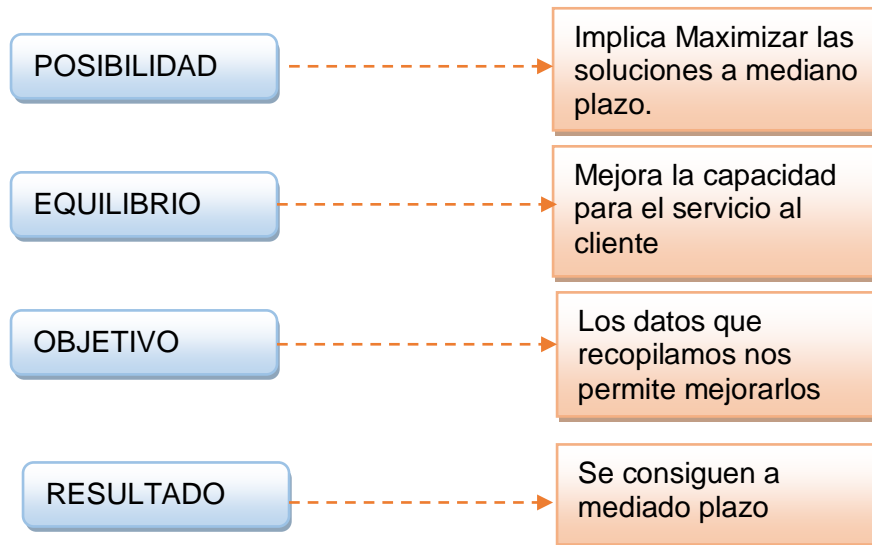 POSIBILIDAD
Implica Maximizar las
soluciones a mediano
plazo.
EQUILIBRIO
Mejora la capacidad
para el servicio al
cliente
OBJETIVO
Los datos que
recopilamos nos
permite mejorarlos
RESULTADO
Se consiguen a
mediado plazo